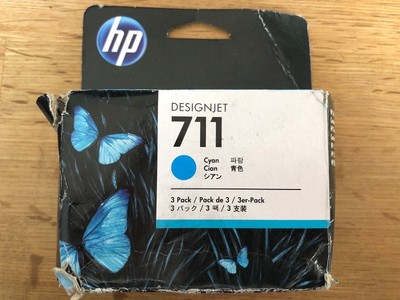 hp
DESIGNJET
711
Cyan 파랑
Cian 青色
シアン
3 Pack / Pack de 3 / 3er-Pack
3 パック / 3 팩 / 3 支装